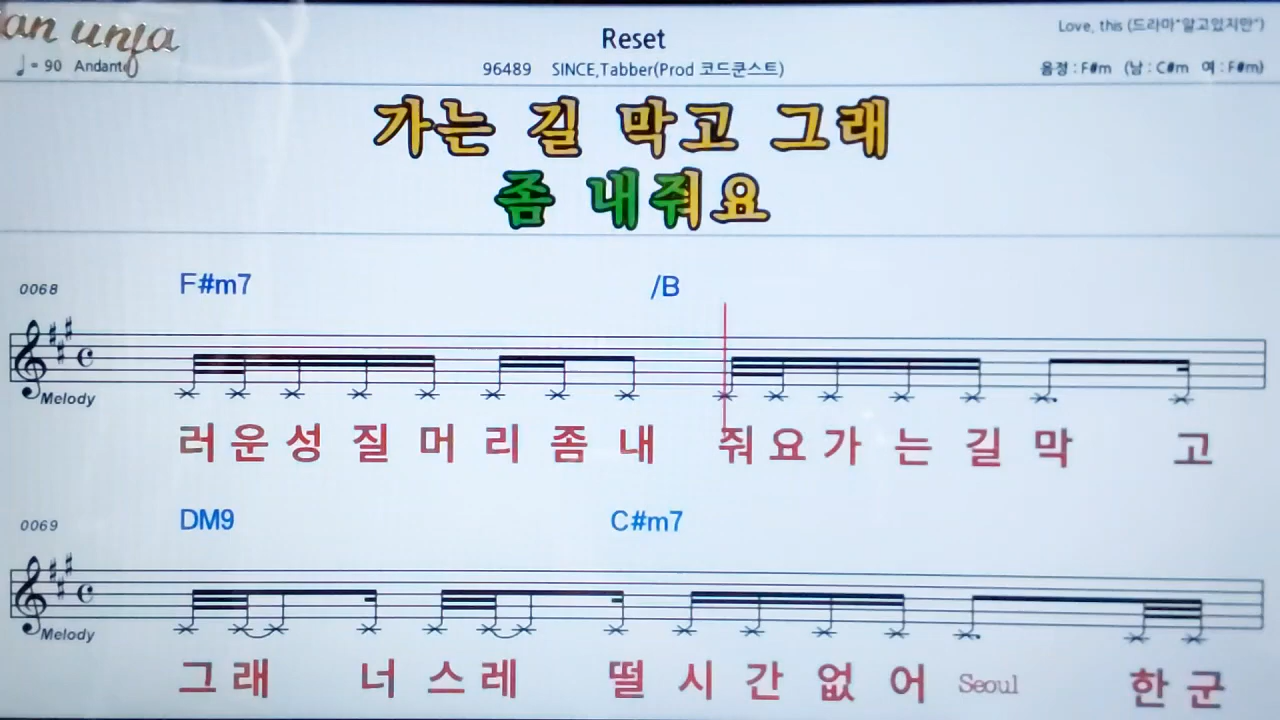 an unja
Reset
Love, this (드라마"알고있지만")
♩= 90 Andante
96489 SINCE,Tabber(Prod 코드쿤스트)
음정 : F#m (남 : C#m 여 : F#m)
가는 길 막고 그래
좀 내줘요
0068 F#m7 /B
Melody
러 운 성 질 머 리 좀 내 줘 요 가 는 길 막 고
0069 DM9 C#m7
Melody
그 래 너 스 레 떨 시 간 없 어 Seoul 한 군